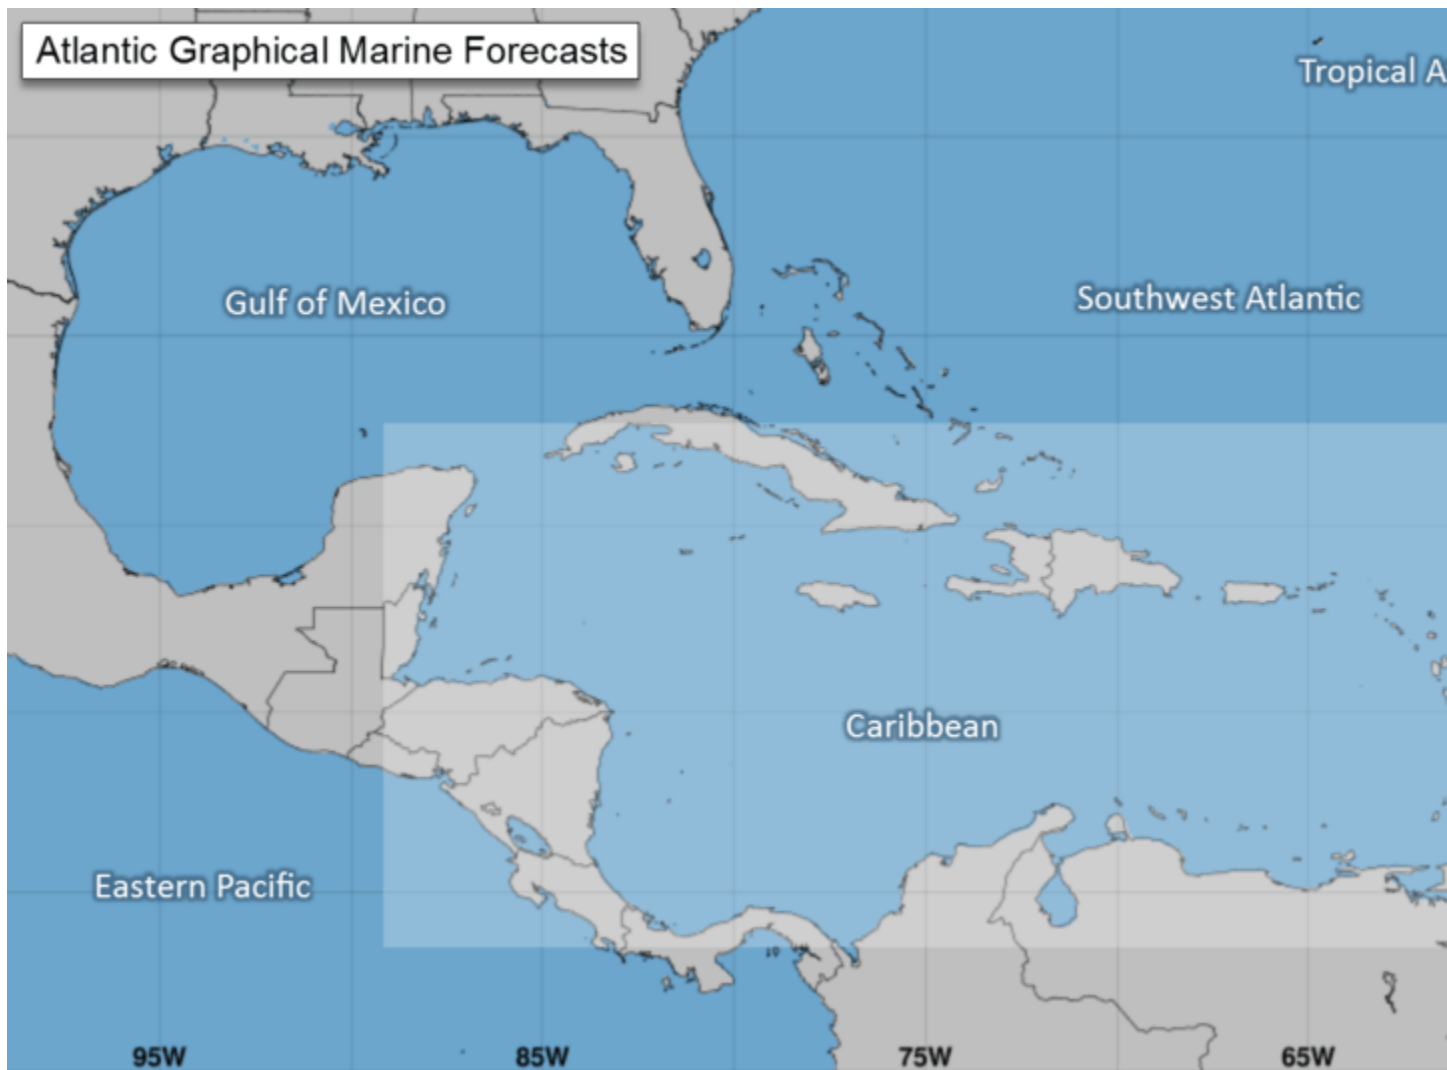 Atlantic Graphical Marine Forecasts
Tropical A
Gulf of Mexico
Southwest Atlantic
Caribbean
Eastern Pacific
95W 85W 75W 65W